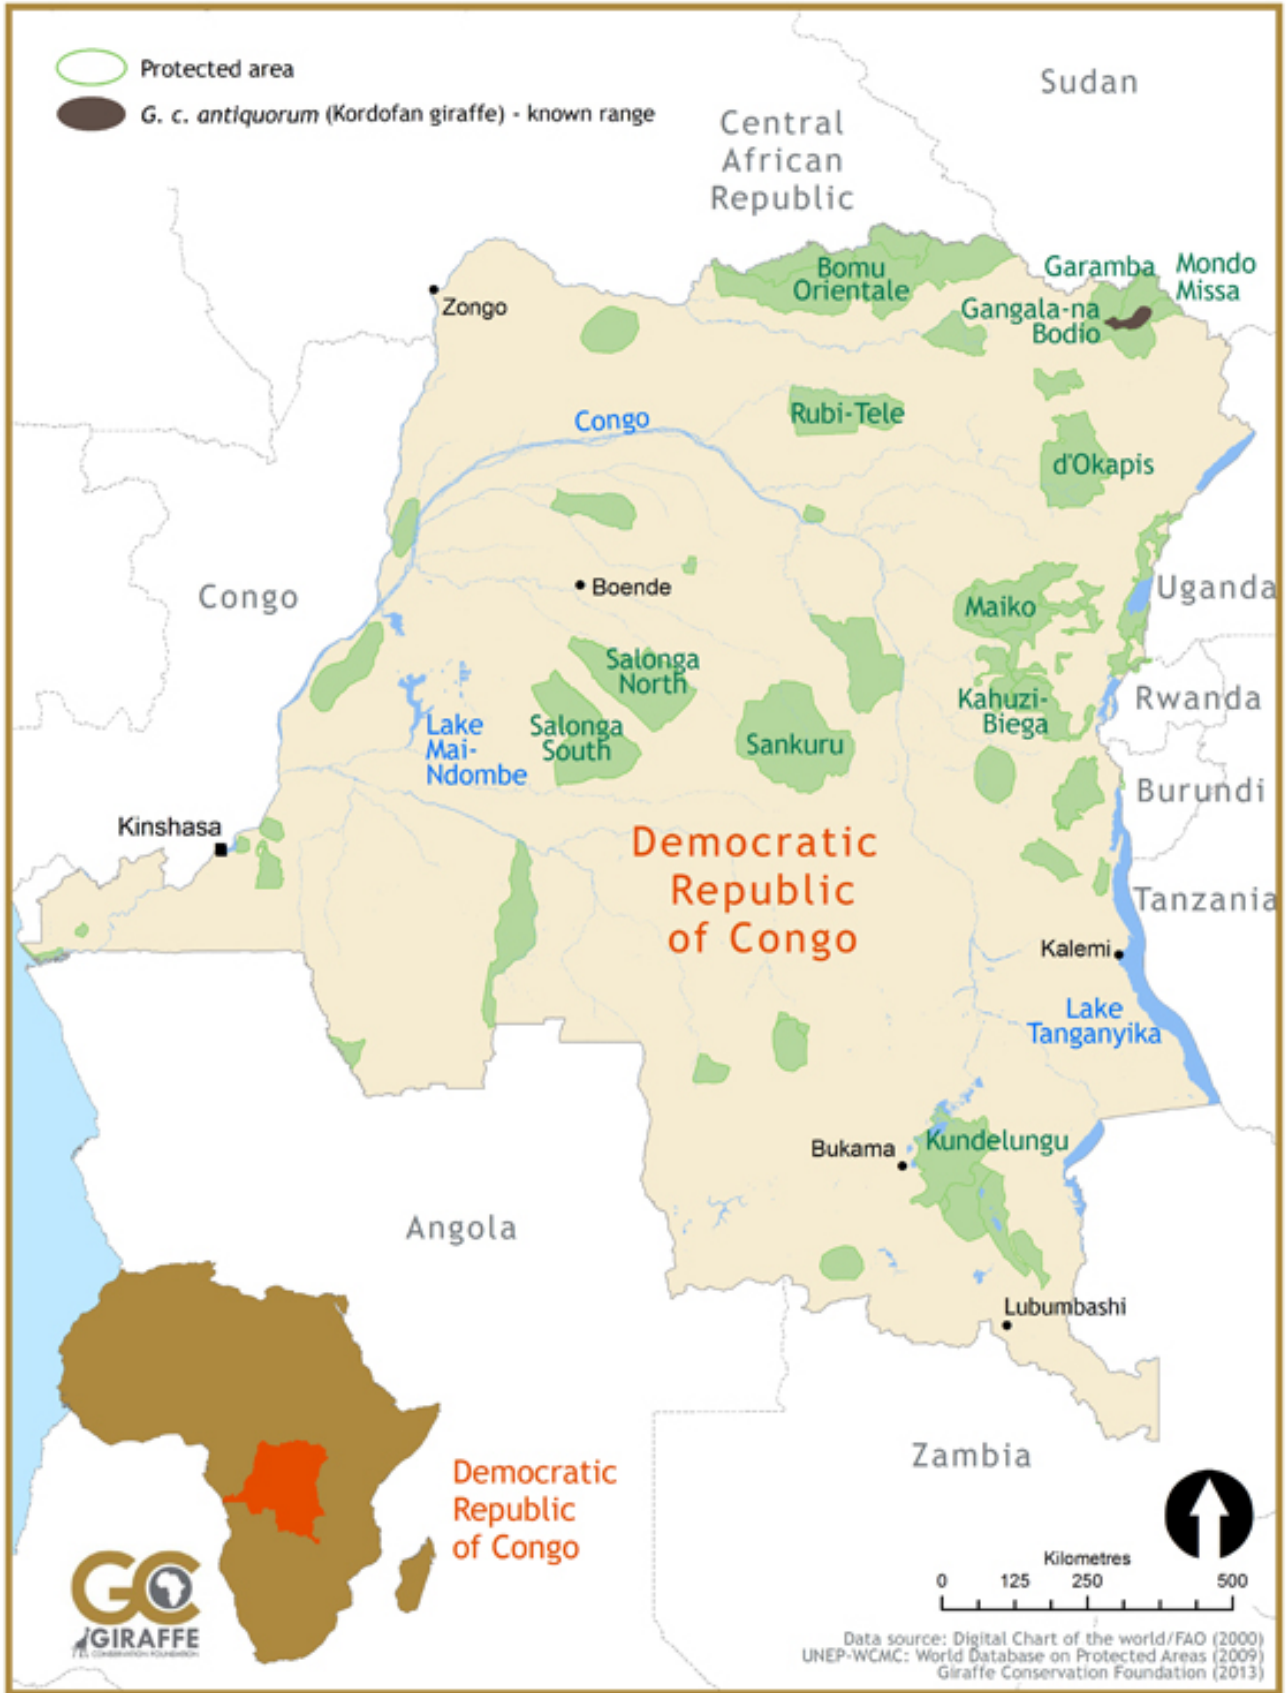 Protected area
G. c. antiquorum (Kordofan giraffe) - known range
Sudan
Central
African
Republic
Bomu
Orientale
Garamba
Mondo
Missa
Gangala-na
Bodio
Zongo
Rubi-Tele
Congo
d'Okapis
Congo
Boende
Uganda
Maiko
Salonga
North
Rwanda
Kahuzi-
Biega
Salonga
South
Lake
Mai-
Ndombe
Sankuru
Burundi
Kinshasa
Democratic
Republic
of Congo
Tanzania
Kalemi
Lake
Tanganyika
Bukama
Kundelungu
Angola
Lubumbashi
Zambia
Democratic
Republic
of Congo
GC
GIRAFFE
CONSERVATION FOUNDATION
Kilometres
0 125 250 500
Data source: Digital Chart of the world/FAO (2000)
UNEP-WCMC: World Database on Protected Areas (2009)
Giraffe Conservation Foundation (2013)